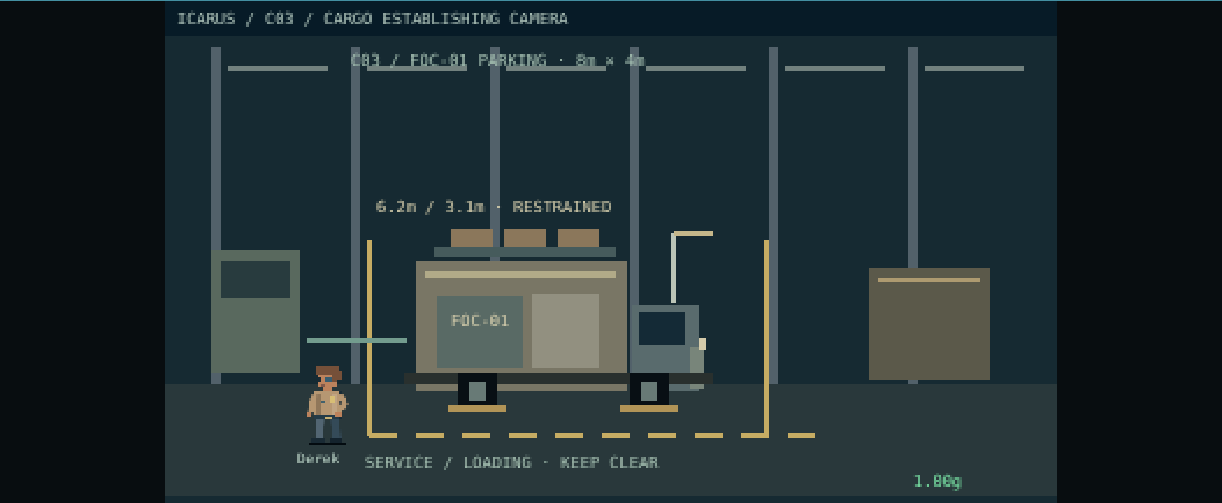 ICARUS / C03 / CARGO ESTABLISHING CAMERA
C03 / FOC-01 PARKING · 8m × 4m
6.2m / 3.1m · RESTRAINED
FOC-01
Derek
SERVICE / LOADING · KEEP CLEAR
1.00g